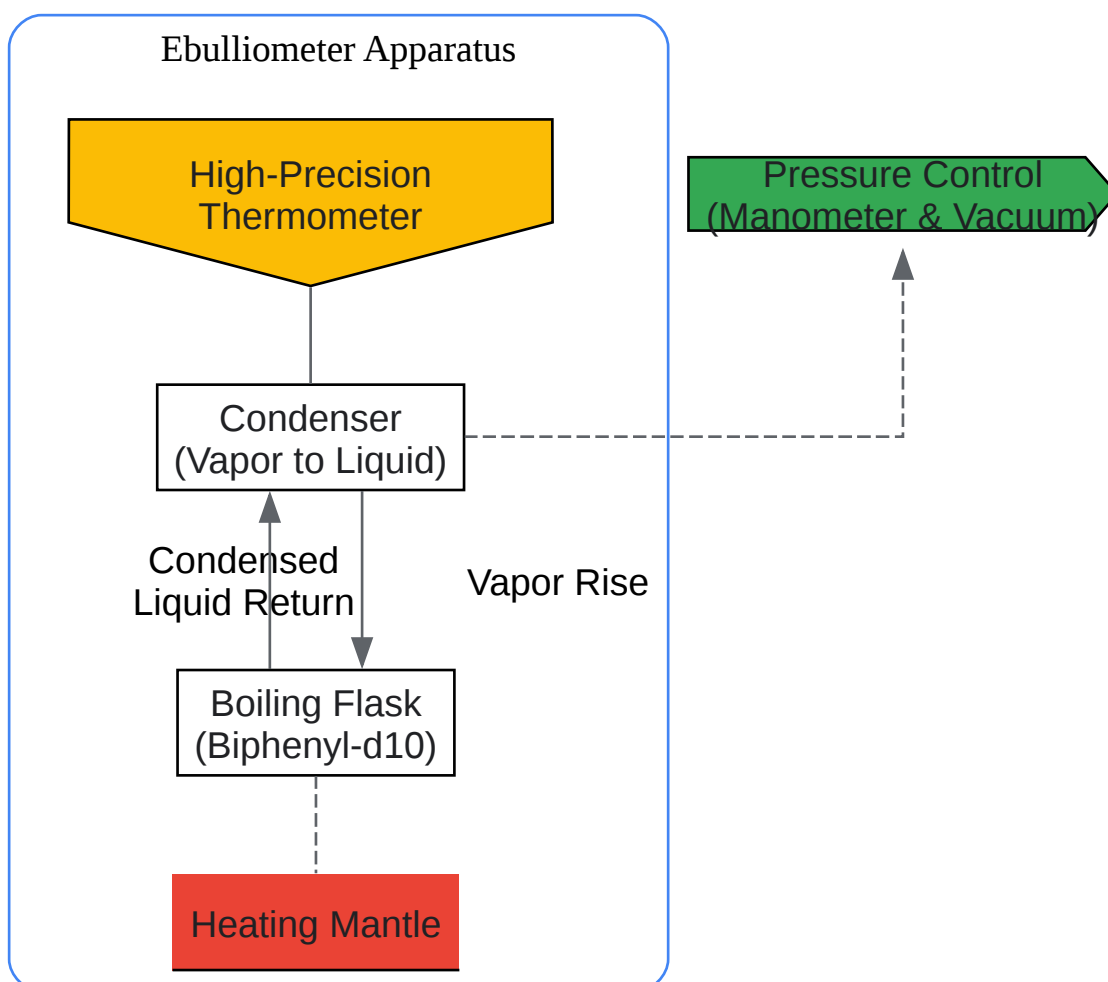 Ebulliometer Apparatus
High-Precision
Thermometer
Pressure Control
(Manometer & Vacuum)
Condenser
(Vapor to Liquid)
Condensed
Liquid Return
Vapor Rise
Boiling Flask
(Biphenyl-d10)
Heating Mantle